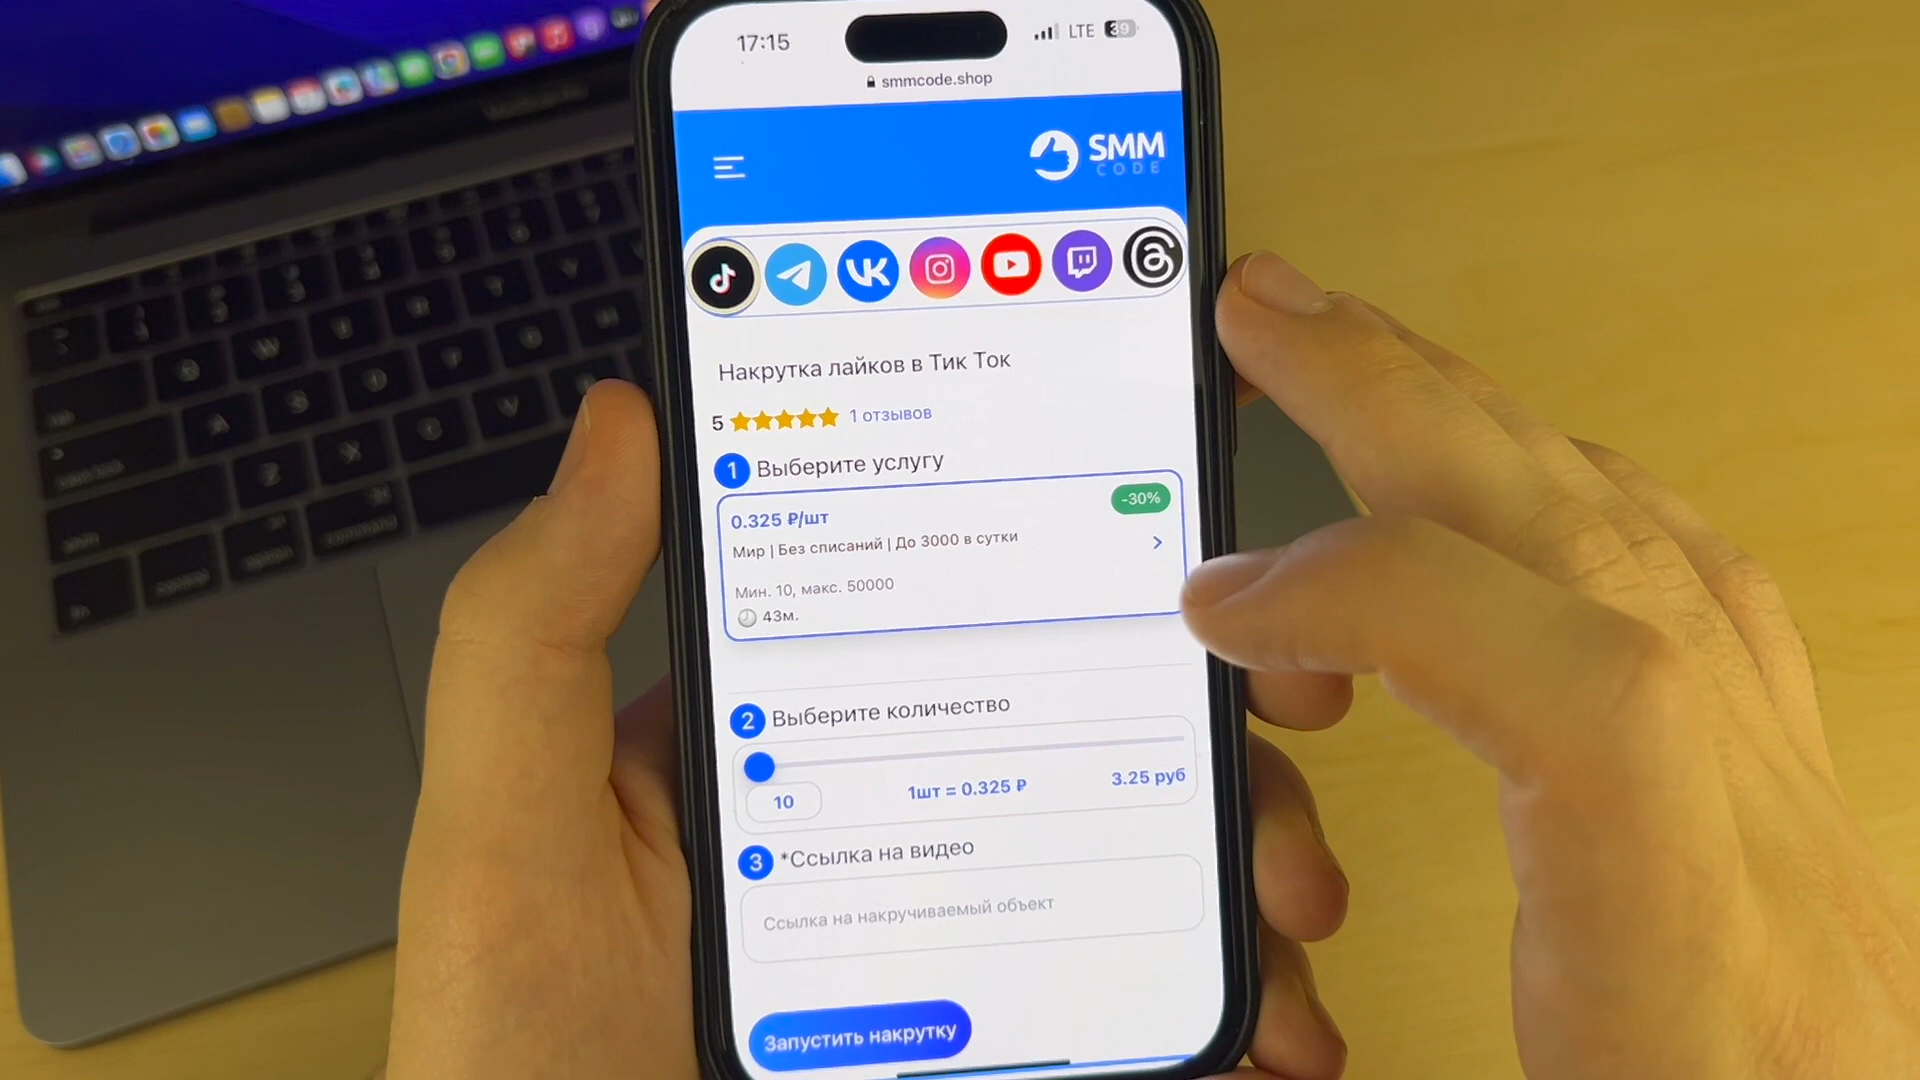 17:15
LTE
39
smmcode.shop
SMM
CODE
Накрутка лайков в Тик Ток
5
1 отзывов
1 Выберите услугу
-30%
0.325 ₽/шт
Мир | Без списаний | До 3000 в сутки
Мин. 10, макс. 50000
43м.
2 Выберите количество
10
1шт = 0.325 ₽
3.25 руб
3 *Ссылка на видео
Ссылка на накручиваемый объект
Запустить накрутку